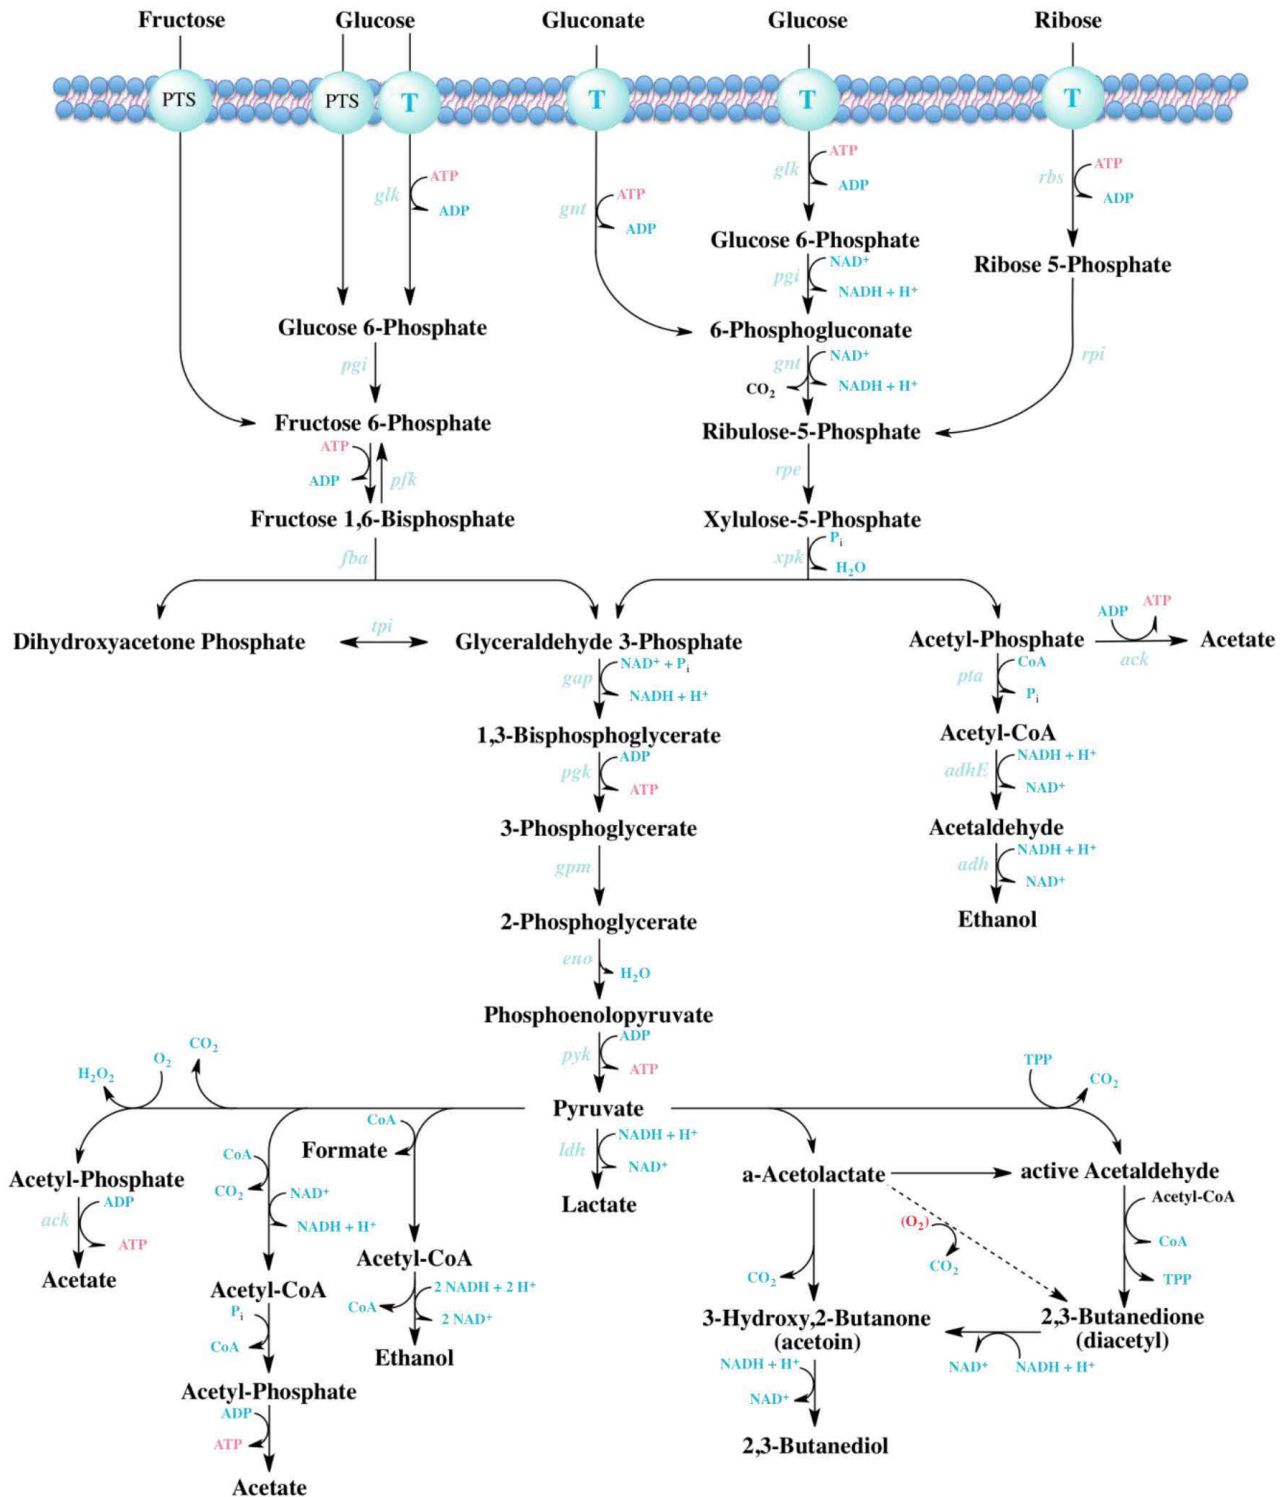 Fructose
Glucose
Gluconate
Glucose
Ribose
PTS
PTS
T
T
T
T
glk
ATP
ADP
gnt
ATP
ADP
glk
ATP
ADP
rbs
ATP
ADP
Glucose 6-Phosphate
Ribose 5-Phosphate
pgi
NAD⁺
NADH + H⁺
Glucose 6-Phosphate
6-Phosphogluconate
pgi
gnt
NAD⁺
NADH + H⁺
CO₂
rpi
Fructose 6-Phosphate
Ribulose-5-Phosphate
ATP
ADP
pfk
rpe
Fructose 1,6-Bisphosphate
Xylulose-5-Phosphate
fba
xpk
Pᵢ
H₂O
Dihydroxyacetone Phosphate
tpi
Glyceraldehyde 3-Phosphate
Acetyl-Phosphate
ADP
ATP
ack
Acetate
gap
NAD⁺ + Pᵢ
NADH + H⁺
pta
CoA
Pᵢ
1,3-Bisphosphoglycerate
Acetyl-CoA
pgk
ADP
ATP
adhE
NADH + H⁺
NAD⁺
3-Phosphoglycerate
Acetaldehyde
gpm
adh
NADH + H⁺
NAD⁺
2-Phosphoglycerate
Ethanol
eno
H₂O
Phosphoenolpyruvate
pyk
ADP
ATP
H₂O₂
O₂
CO₂
TPP
CO₂
Pyruvate
CoA
Formate
ldh
NADH + H⁺
NAD⁺
Lactate
Acetyl-Phosphate
CoA
CO₂
NAD⁺
NADH + H⁺
a-Acetolactate
active Acetaldehyde
ack
ADP
ATP
Acetate
Acetyl-CoA
(O₂)
CO₂
Acetyl-CoA
CoA
TPP
Acetyl-CoA
2 NADH + 2 H⁺
CoA
2 NAD⁺
Ethanol
CO₂
Pᵢ
CoA
3-Hydroxy,2-Butanone
(acetoin)
2,3-Butanedione
(diacetyl)
NAD⁺
NADH + H⁺
Acetyl-Phosphate
ADP
ATP
Acetate
NADH + H⁺
NAD⁺
2,3-Butanediol